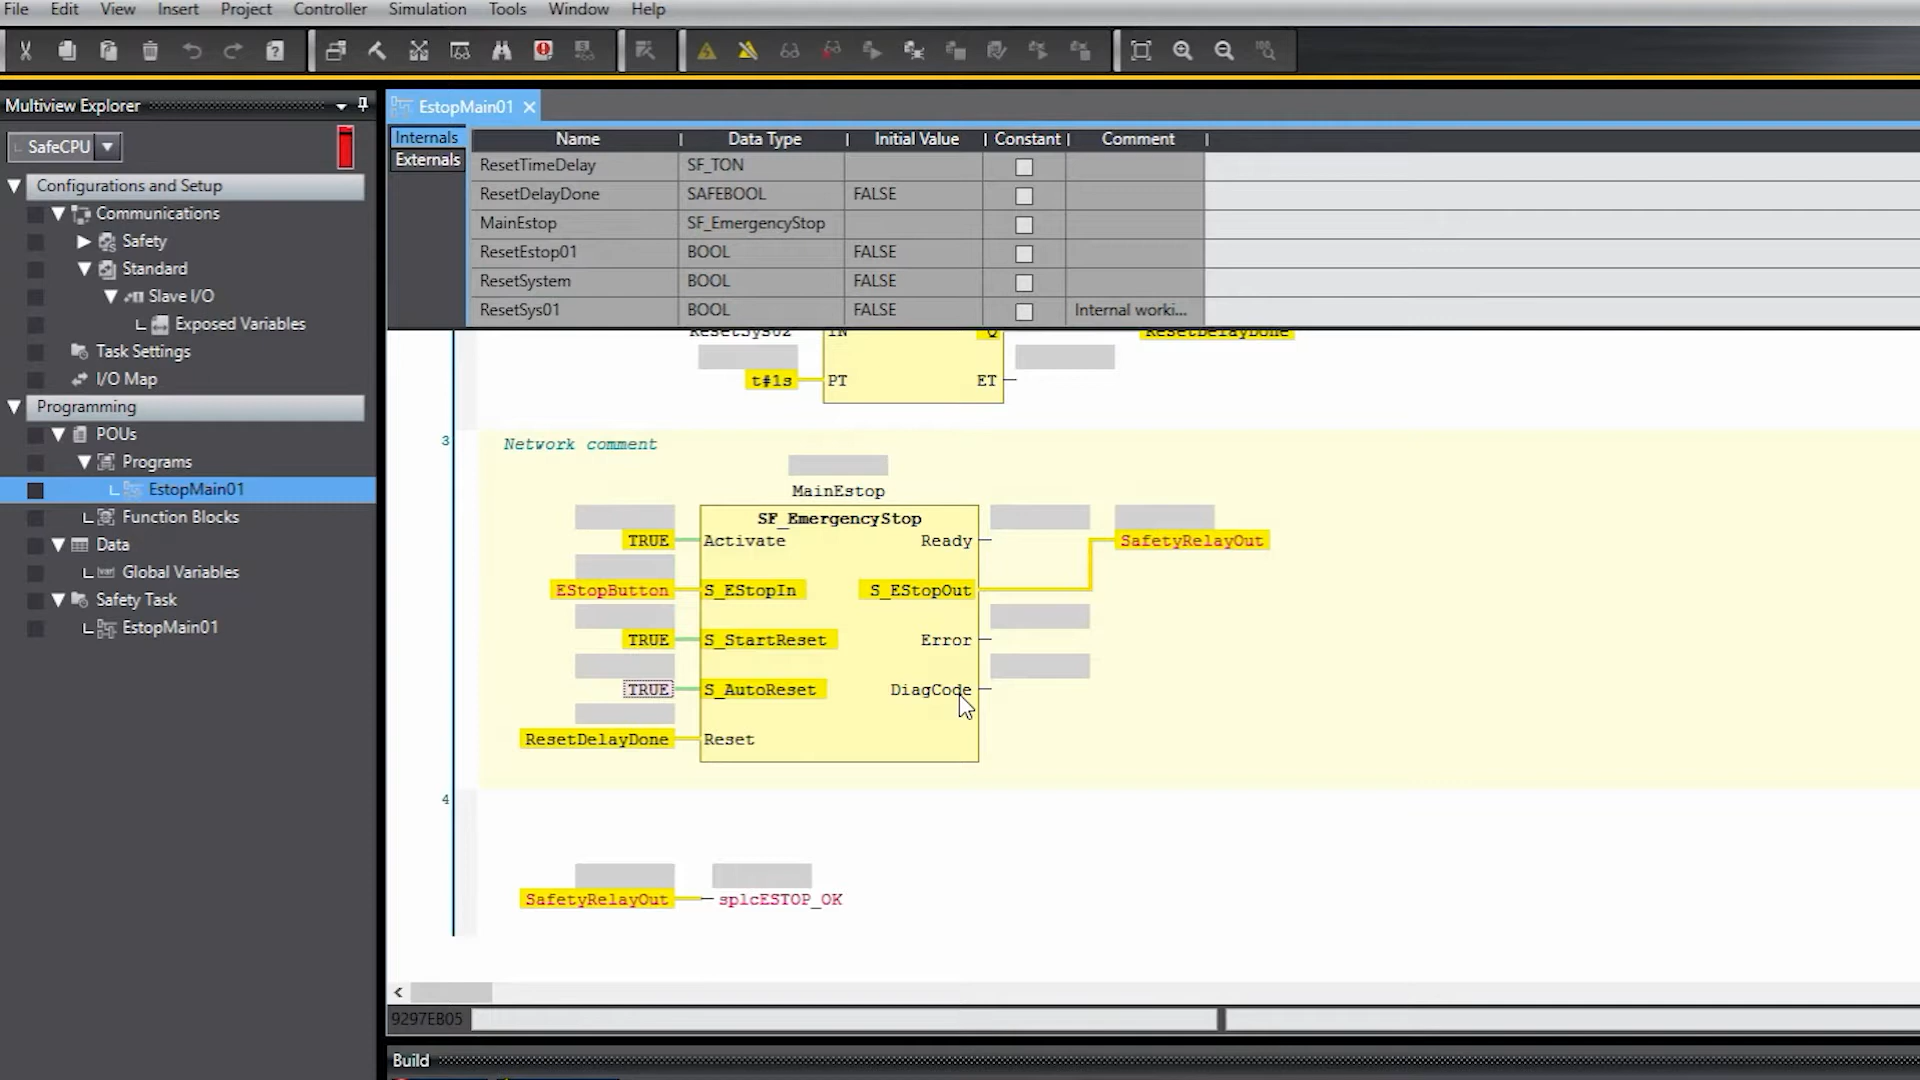 File Edit View Insert Project Controller Simulation Tools Window Help
Multiview Explorer
SafeCPU
Configurations and Setup
Communications
Safety
Standard
Slave I/O
Exposed Variables
Task Settings
I/O Map
Programming
POUs
Programs
EstopMain01
Function Blocks
Data
Global Variables
Safety Task
EstopMain01
EstopMain01
Internals
Externals
Name Data Type Initial Value Constant Comment
ResetTimeDelay SF_TON
ResetDelayDone SAFEBOOL FALSE
MainEstop SF_EmergencyStop
ResetEstop01 BOOL FALSE
ResetSystem BOOL FALSE
ResetSys01 BOOL FALSE Internal worki...
ResetSys02 IN Q ResetDelayDone
t#1s PT ET
3 Network comment
MainEstop
SF_EmergencyStop
TRUE Activate Ready SafetyRelayOut
EStopButton S_EStopIn S_EStopOut
TRUE S_StartReset Error
TRUE S_AutoReset DiagCode
ResetDelayDone Reset
4
SafetyRelayOut splcESTOP_OK
9297EB05
Build